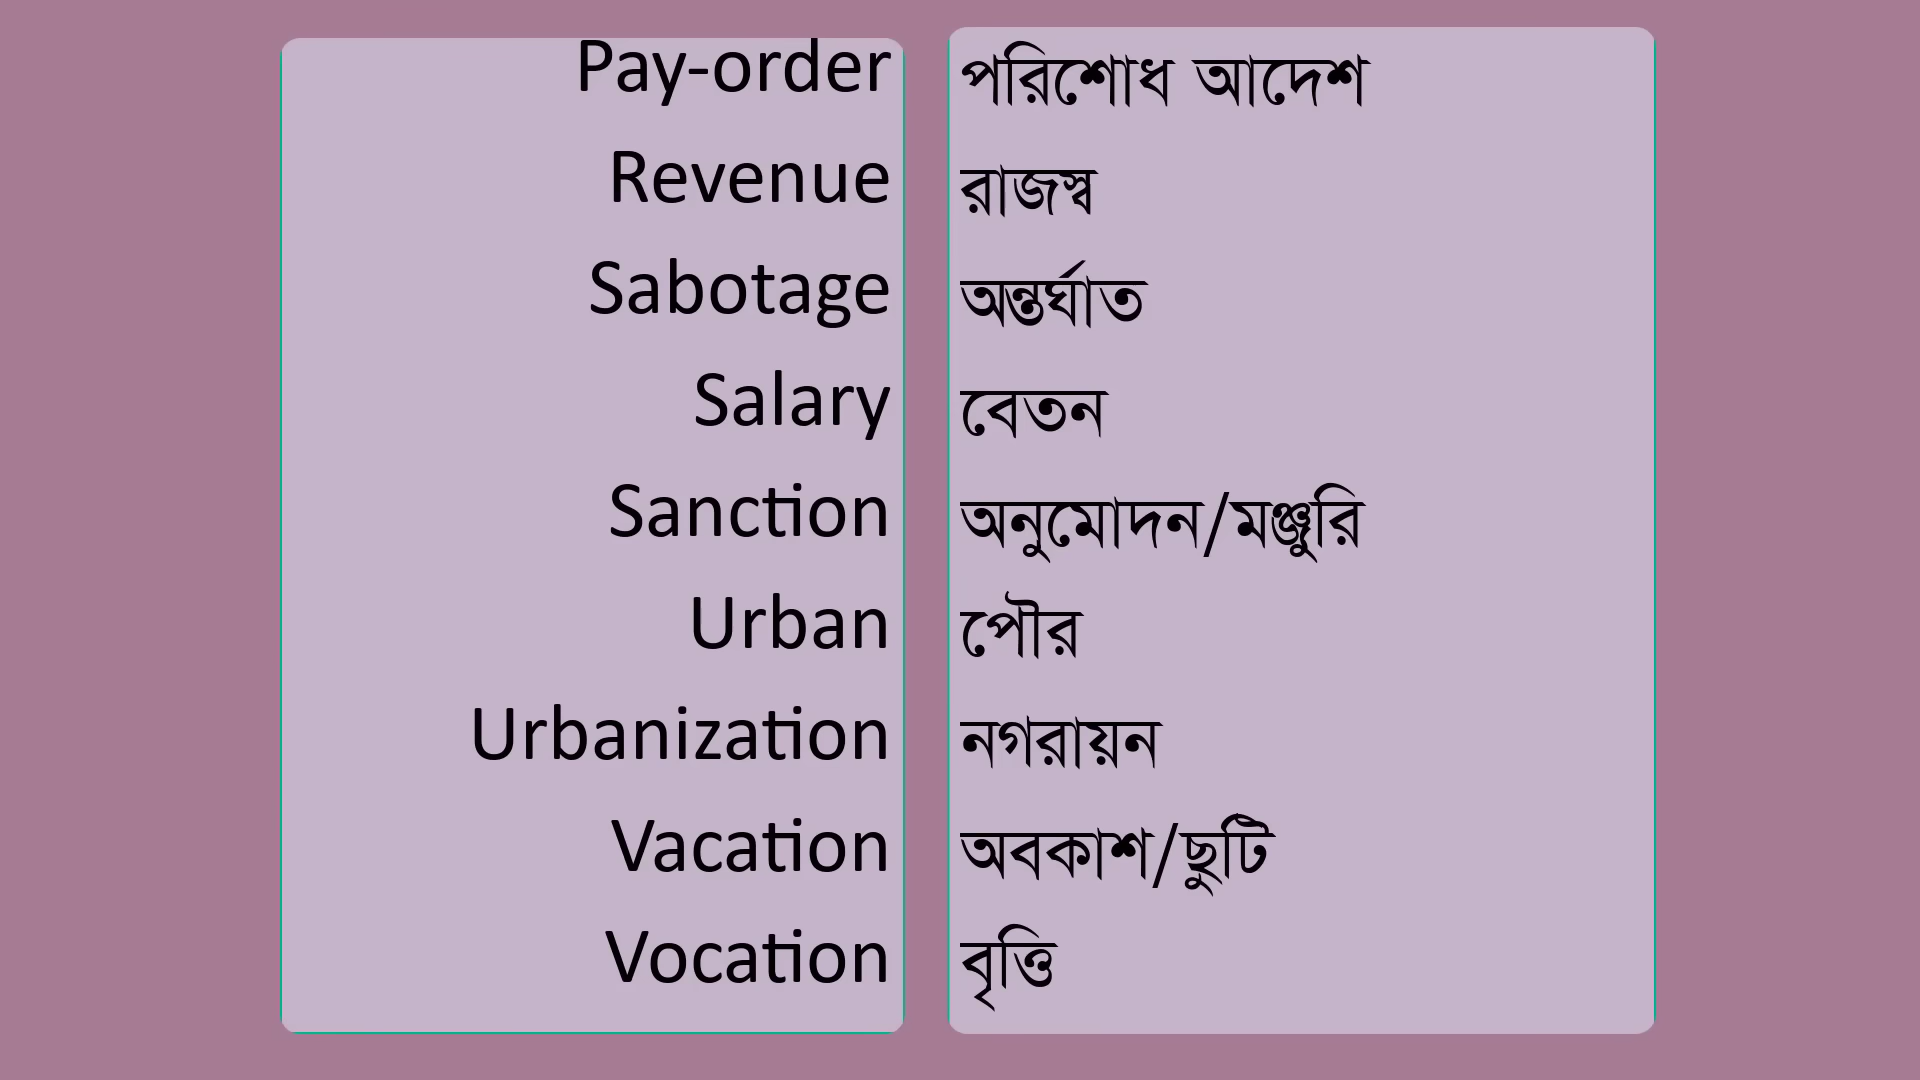 Pay-order পরিশোধ আদেশ
Revenue রাজস্ব
Sabotage অন্তর্ঘাত
Salary বেতন
Sanction অনুমোদন/মঞ্জুরি
Urban পৌর
Urbanization নগরায়ন
Vacation অবকাশ/ছুটি
Vocation বৃত্তি